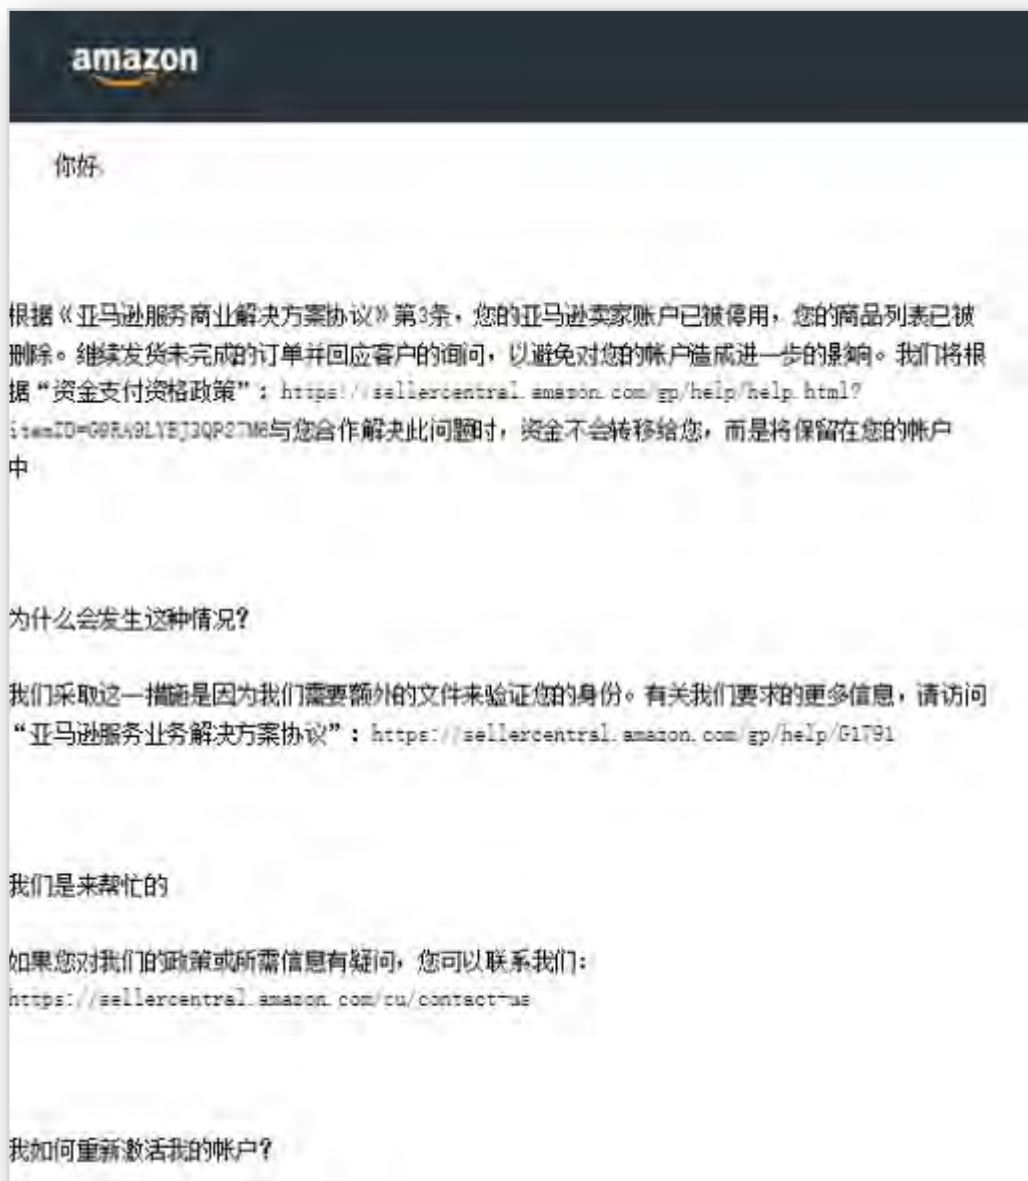 amazon
你好,
根据《亚马逊服务商业解决方案协议》第3条，您的亚马逊卖家账户已被停用，您的商品列表已被
删除。继续发货未完成的订单并回应客户的询问，以避免对您的帐户造成进一步的影响。我们将根
据“资金支付资格政策”：https://sellercentral.amazon.com/gp/help/help.html?
与您合作解决此问题时，资金不会转移给您，而是将保留在您的帐户
中
为什么会发生这种情况?
我们采取这一措施是因为我们需要额外的文件来验证您的身份。有关我们要求的更多信息，请访问
“亚马逊服务业务解决方案协议”：https://sellercentral.amazon.com/gp/help/G1791
我们是来帮忙的
如果您对我们的政策或所需信息有疑问，您可以联系我们：
https://sellercentral.amazon.com/cu/contact-us
我如何重新激活我的帐户?